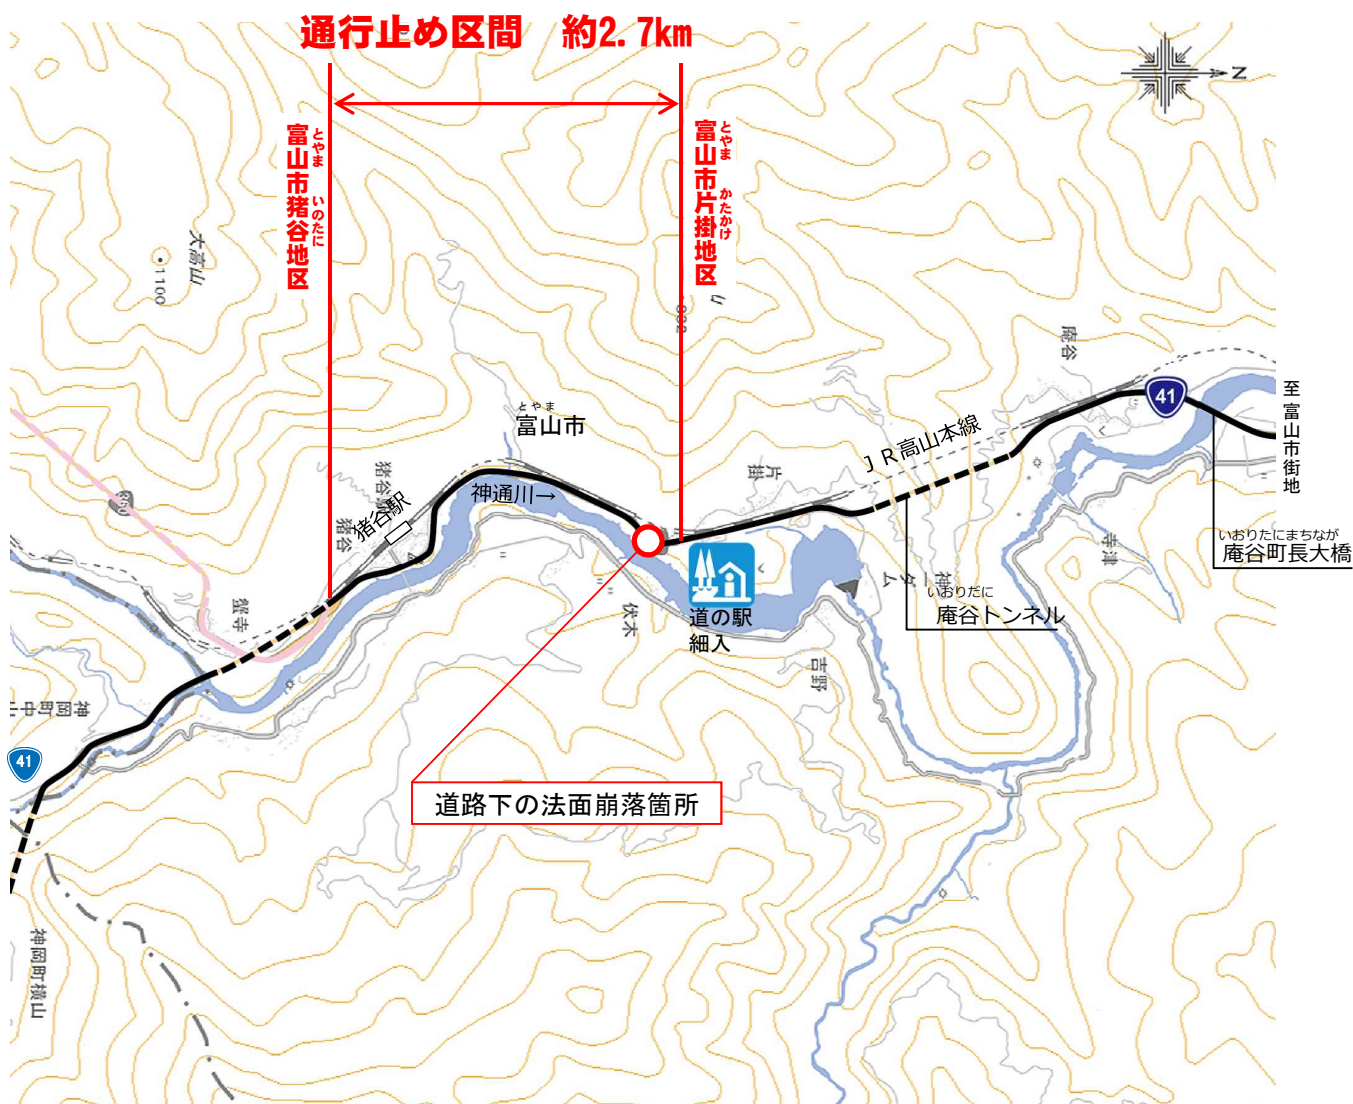 通行止め区間　約2.7km
N
とやま
いのたに
富山市猪谷地区
とやま
かたかけ
富山市片掛地区
大高山
・1100
庵谷
41
至 富山市街地
とやま
富山市
ＪＲ高山本線
片掛
神通川→
猪谷駅
猪谷
いおりたにまちなが
庵谷町長大橋
寺津
いおりだに
庵谷トンネル
道の駅
細入
伏木
吉野
蟹寺
41
道路下の法面崩落箇所
神岡町横山